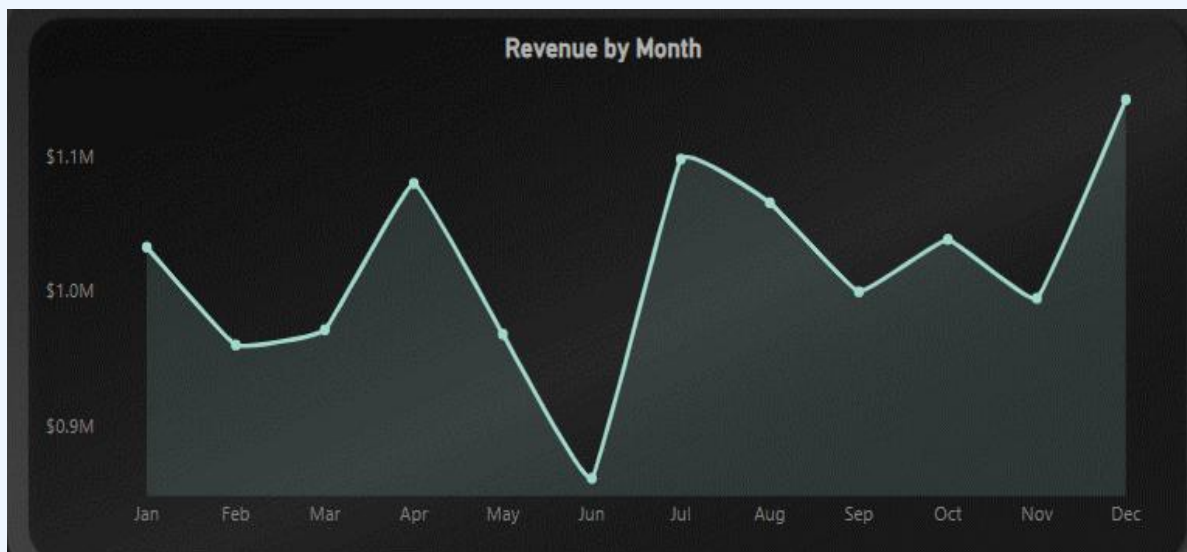 Revenue by Month
$1.1M
$1.0M
$0.9M
Jan Feb Mar Apr May Jun Jul Aug Sep Oct Nov Dec